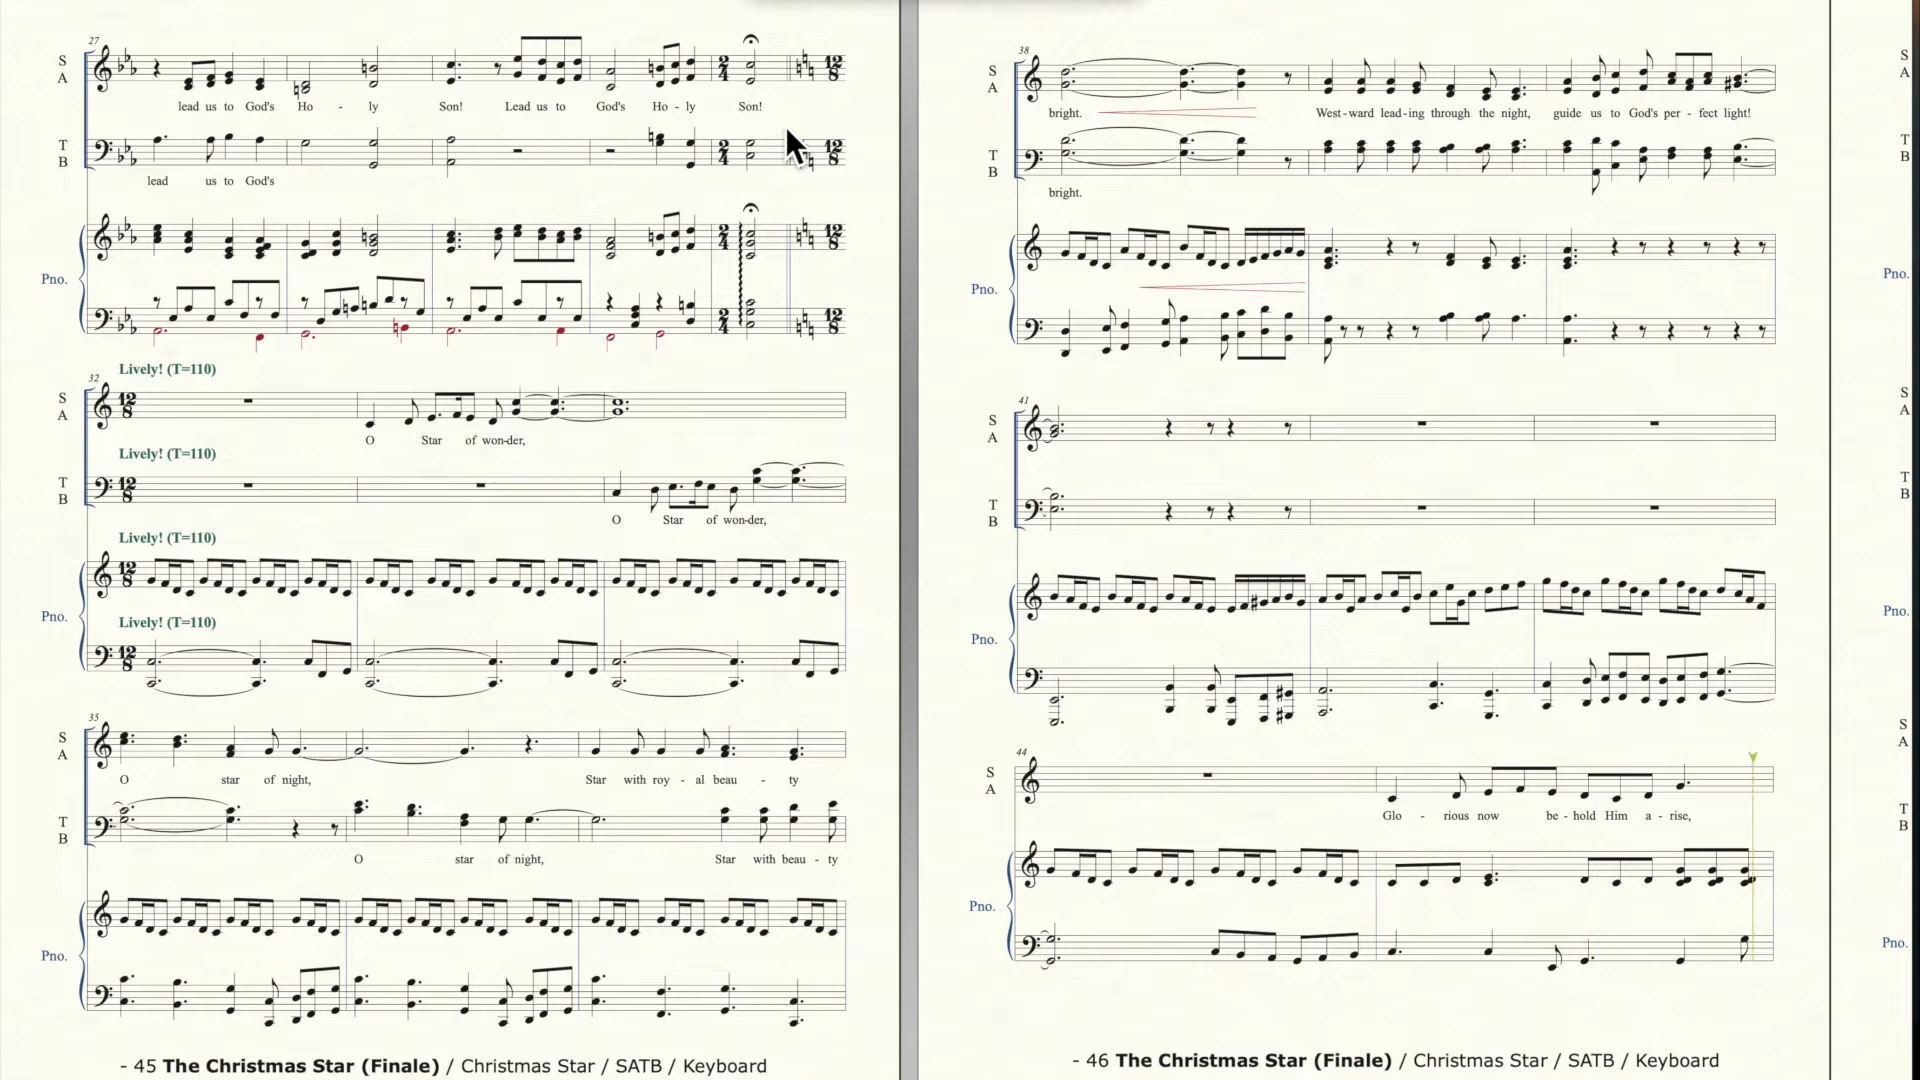 27
S
A
lead us to God's Ho - ly Son! Lead us to God's Ho - ly Son!
T
B
lead us to God's
Pno.
Lively! (T=110)
32
S
A
O Star of won-der,
Lively! (T=110)
T
B
O Star of won-der,
Lively! (T=110)
Pno.
Lively! (T=110)
35
S
A
O star of night, Star with roy - al beau - ty
T
B
O star of night, Star with beau - ty
Pno.
- 45 The Christmas Star (Finale) / Christmas Star / SATB / Keyboard
38
S
A
bright. West-ward lead-ing through the night, guide us to God's per - fect light!
T
B
bright.
Pno.
41
S
A
T
B
Pno.
44
S
A
Glo - rious now be - hold Him a - rise,
Pno.
- 46 The Christmas Star (Finale) / Christmas Star / SATB / Keyboard
S
A
T
B
Pno.
S
A
T
B
Pno.
S
A
T
B
Pno.